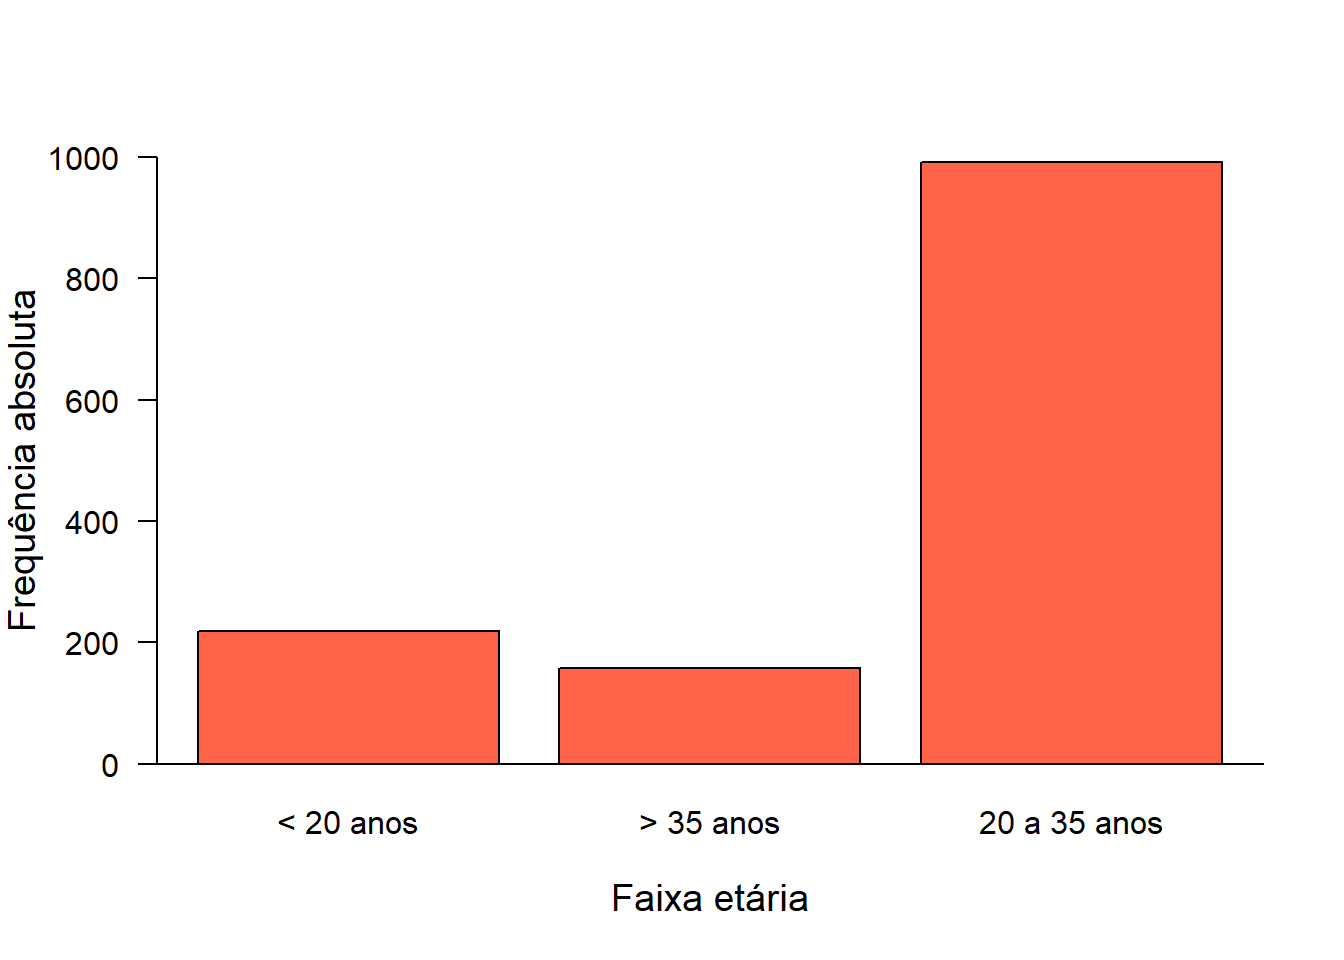 Frequência absoluta
1000
800
600
400
200
0
< 20 anos
> 35 anos
20 a 35 anos
Faixa etária